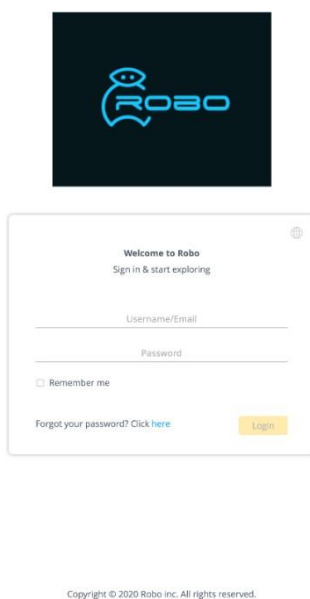 ROBO
Welcome to Robo
Sign in & start exploring
Username/Email
Password
Remember me
Forgot your password? Click here
Login
Copyright © 2020 Robo inc. All rights reserved.